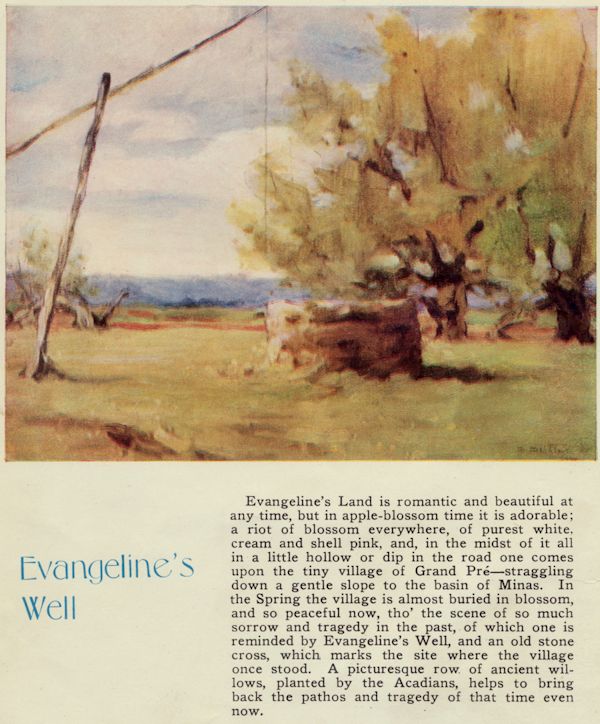 Evangeline's
Well
Evangeline's Land is romantic and beautiful at
any time, but in apple-blossom time it is adorable;
a riot of blossom everywhere, of purest white.
cream and shell pink, and, in the midst of it all
in a little hollow or dip in the road one comes
upon the tiny village of Grand Pré—straggling
down a gentle slope to the basin of Minas. In
the Spring the village is almost buried in blossom,
and so peaceful now, tho' the scene of so much
sorrow and tragedy in the past, of which one is
reminded by Evangeline's Well, and an old stone
cross, which marks the site where the village
once stood. A picturesque row of ancient wil-
lows, planted by the Acadians, helps to bring
back the pathos and tragedy of that time even
now.